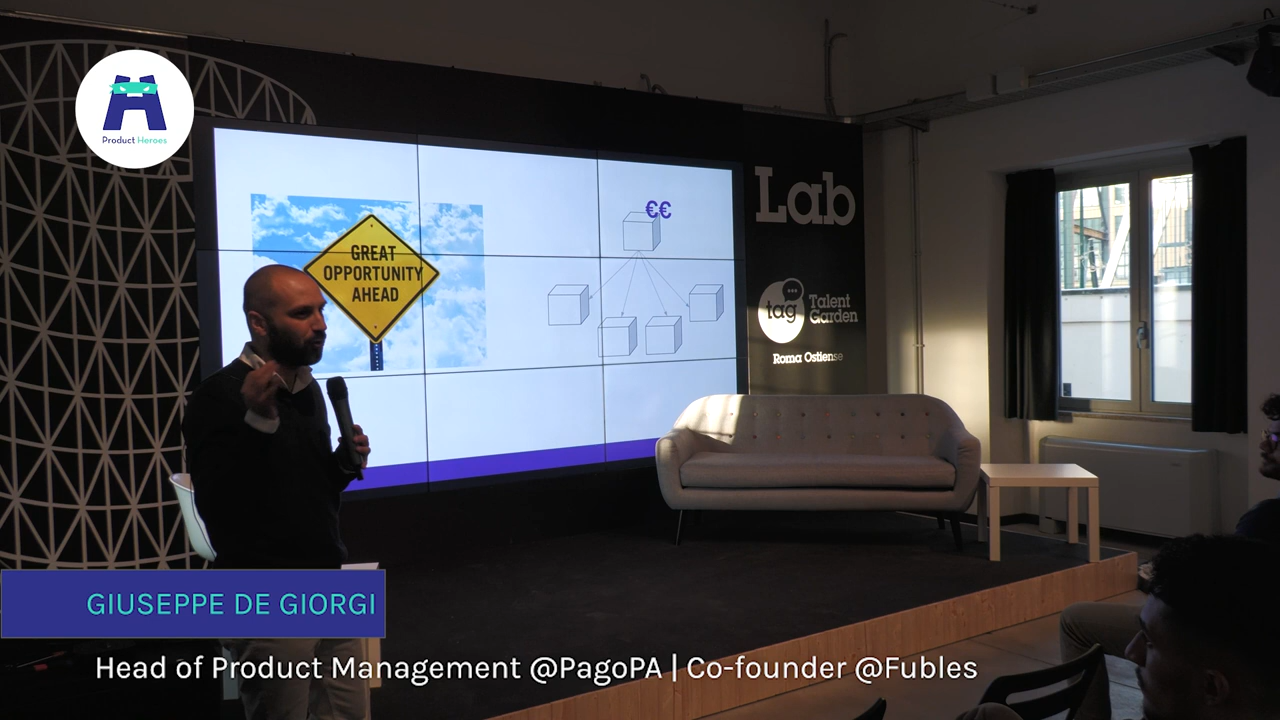 Product Heroes
GREAT
OPPORTUNITY
AHEAD
€€
Lab
tag
Talent
Garden
Roma Ostiense
GIUSEPPE DE GIORGI
Head of Product Management @PagoPA | Co-founder @Fubles